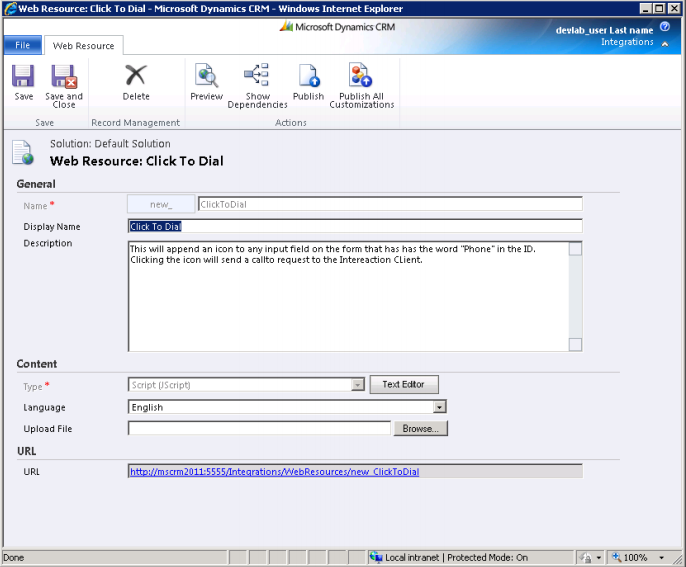 Web Resource: Click To Dial - Microsoft Dynamics CRM - Windows Internet Explorer
Microsoft Dynamics CRM
devlab_user Last name
Integrations
File
Web Resource
Save
Save and Close
Delete
Preview
Show Dependencies
Publish
Publish All Customizations
Save
Record Management
Actions
Solution: Default Solution
Web Resource: Click To Dial
General
Name *
new_
ClickToDial
Display Name
Click To Dial
Description
This will append an icon to any input field on the form that has has the word "Phone" in the ID.
Clicking the icon will send a callto request to the Intereaction CLient.
Content
Type *
Script (JScript)
Text Editor
Language
English
Upload File
Browse...
URL
URL
http://mscrm2011:5555/Integrations/WebResources/new_ClickToDial
Done
Local intranet | Protected Mode: On
100%